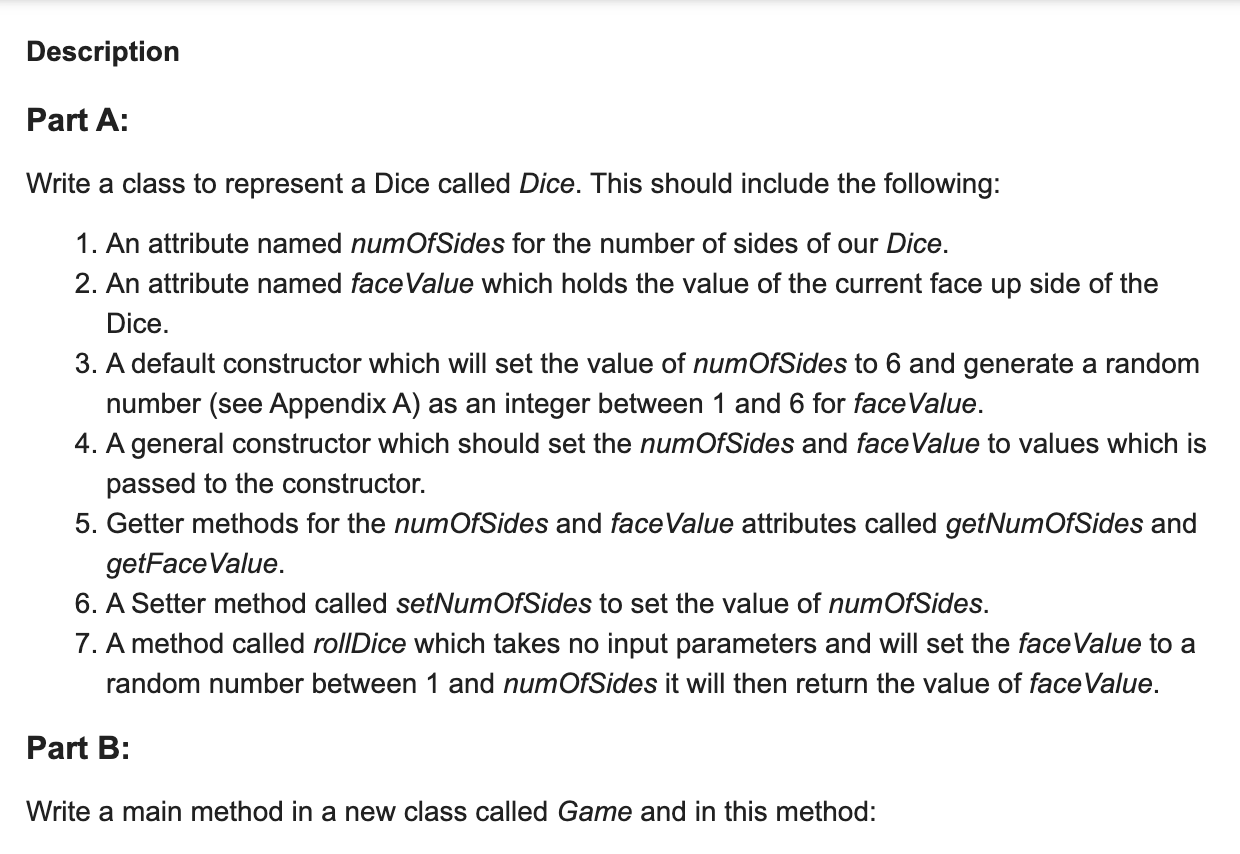 Description
Part A:
Write a class to represent a Dice called Dice. This should include the following:
1. An attribute named numOfSides for the number of sides of our Dice.
2. An attribute named faceValue which holds the value of the current face up side of the
Dice.
3. A default constructor which will set the value of numOfSides to 6 and generate a random
number (see Appendix A) as an integer between 1 and 6 for faceValue.
4. A general constructor which should set the numOfSides and faceValue to values which is
passed to the constructor.
5. Getter methods for the numOfSides and faceValue attributes called getNumOfSides and
getFaceValue.
6. A Setter method called setNumOfSides to set the value of numOfSides.
7. A method called rollDice which takes no input parameters and will set the faceValue to a
random number between 1 and numOfSides it will then return the value of faceValue.
Part B:
Write a main method in a new class called Game and in this method: